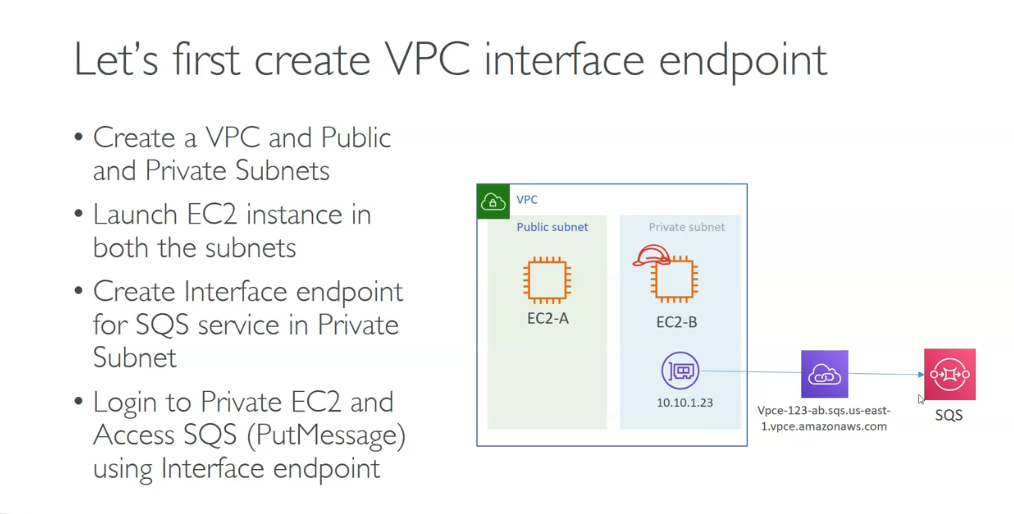 Let's first create VPC interface endpoint
• Create a VPC and Public
and Private Subnets
• Launch EC2 instance in
both the subnets
• Create Interface endpoint
for SQS service in Private
Subnet
• Login to Private EC2 and
Access SQS (PutMessage)
using Interface endpoint
VPC
Public subnet
Private subnet
EC2-A
EC2-B
10.10.1.23
Vpce-123-ab.sqs.us-east-
1.vpce.amazonaws.com
SQS